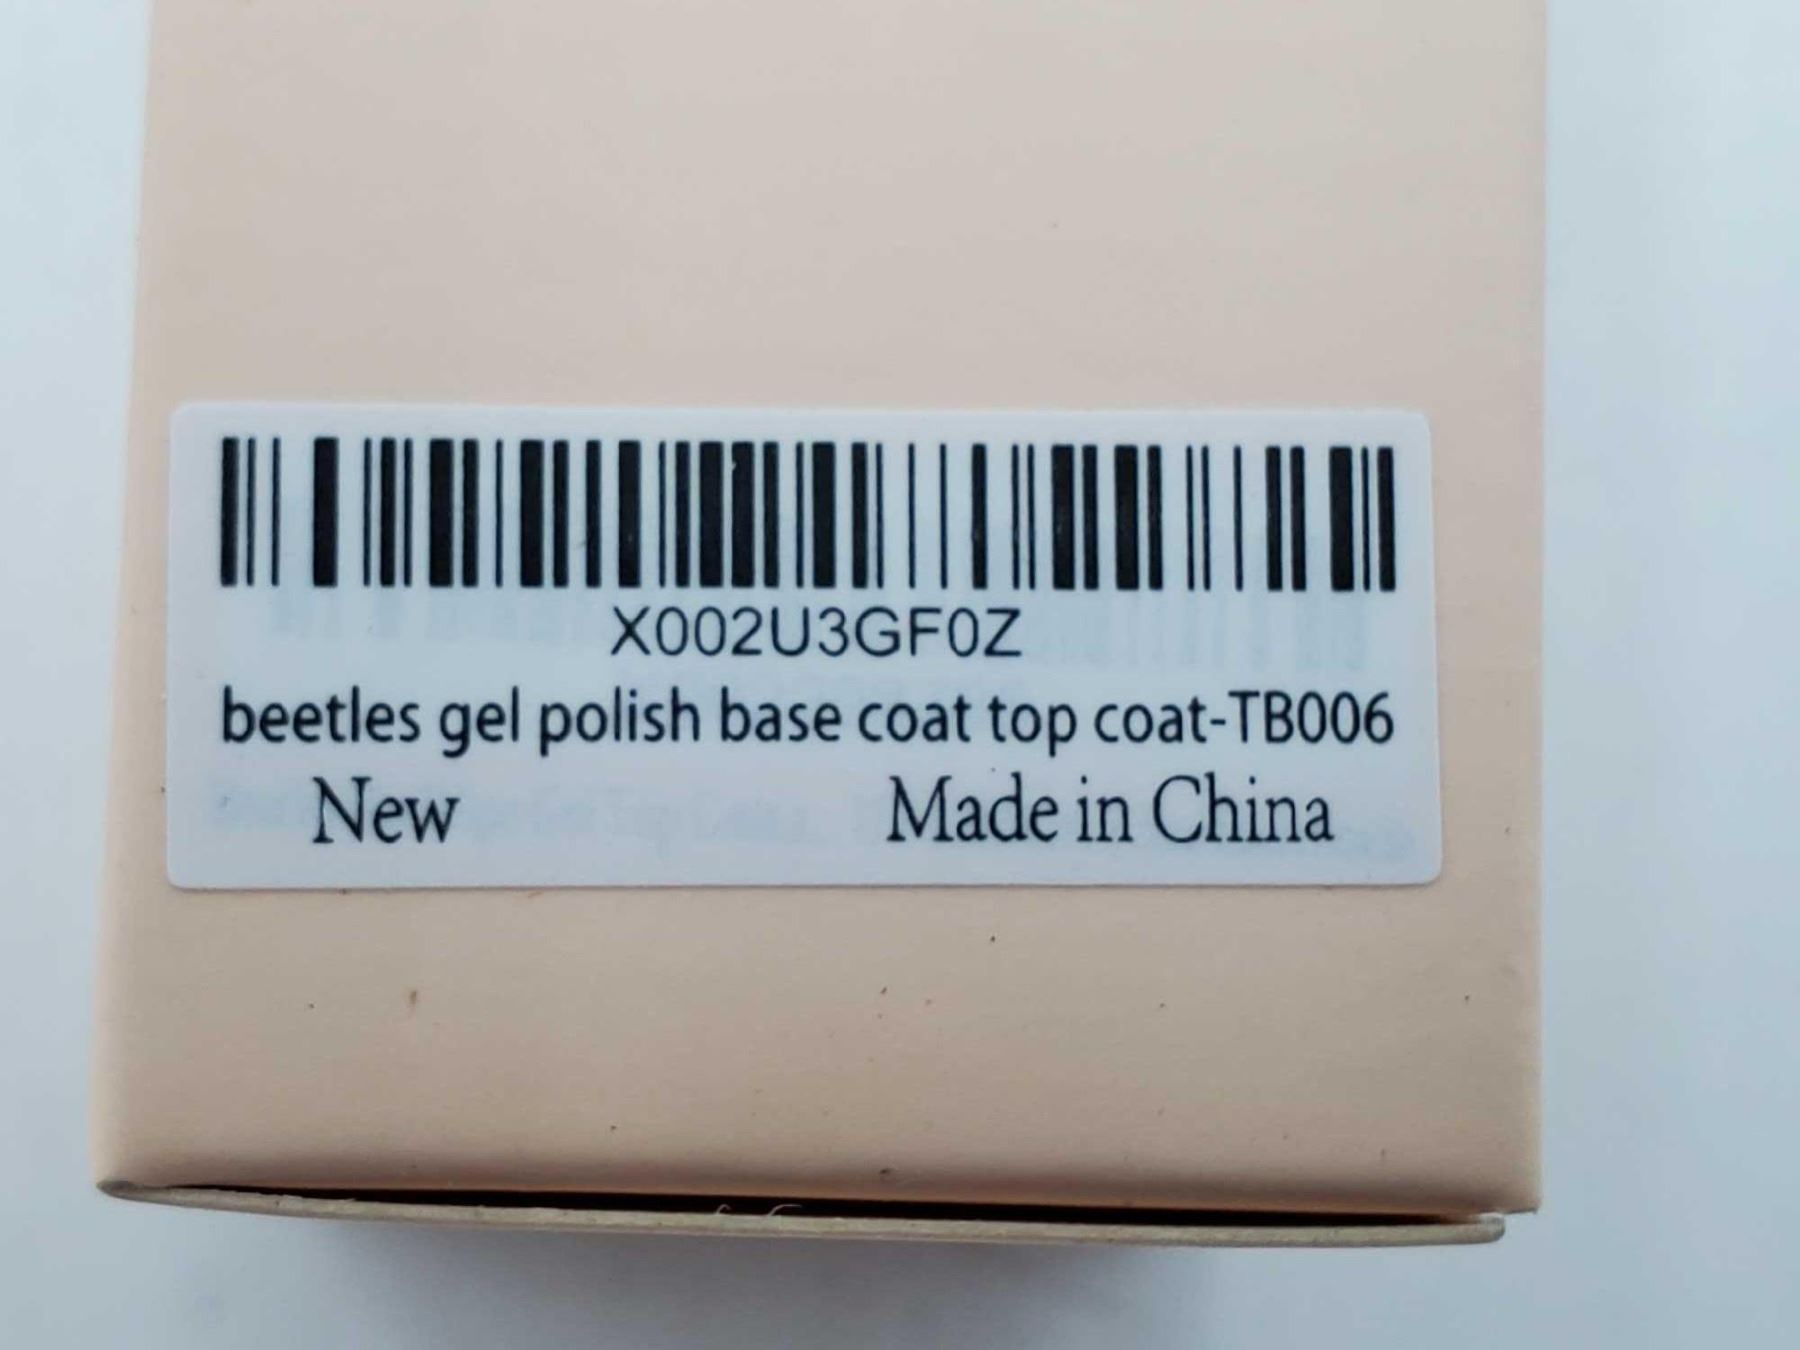 X002U3GF0Z
beetles gel polish base coat top coat-TB006
New Made in China